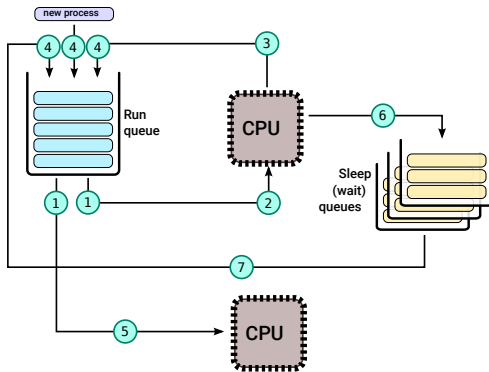 new process
4 4 4
3
Run
queue
CPU
6
Sleep
(wait)
queues
1 1
2
7
5
CPU